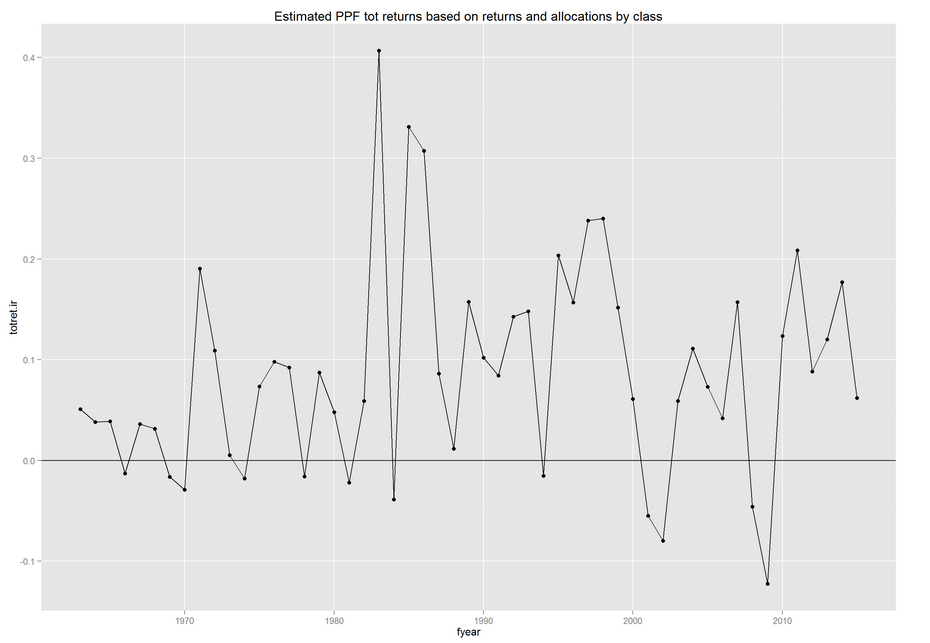 Estimated PPF tot returns based on returns and allocations by class
totret.ir
0.4
0.3
0.2
0.1
0.0
-0.1
1970 1980 1990 2000 2010
fyear